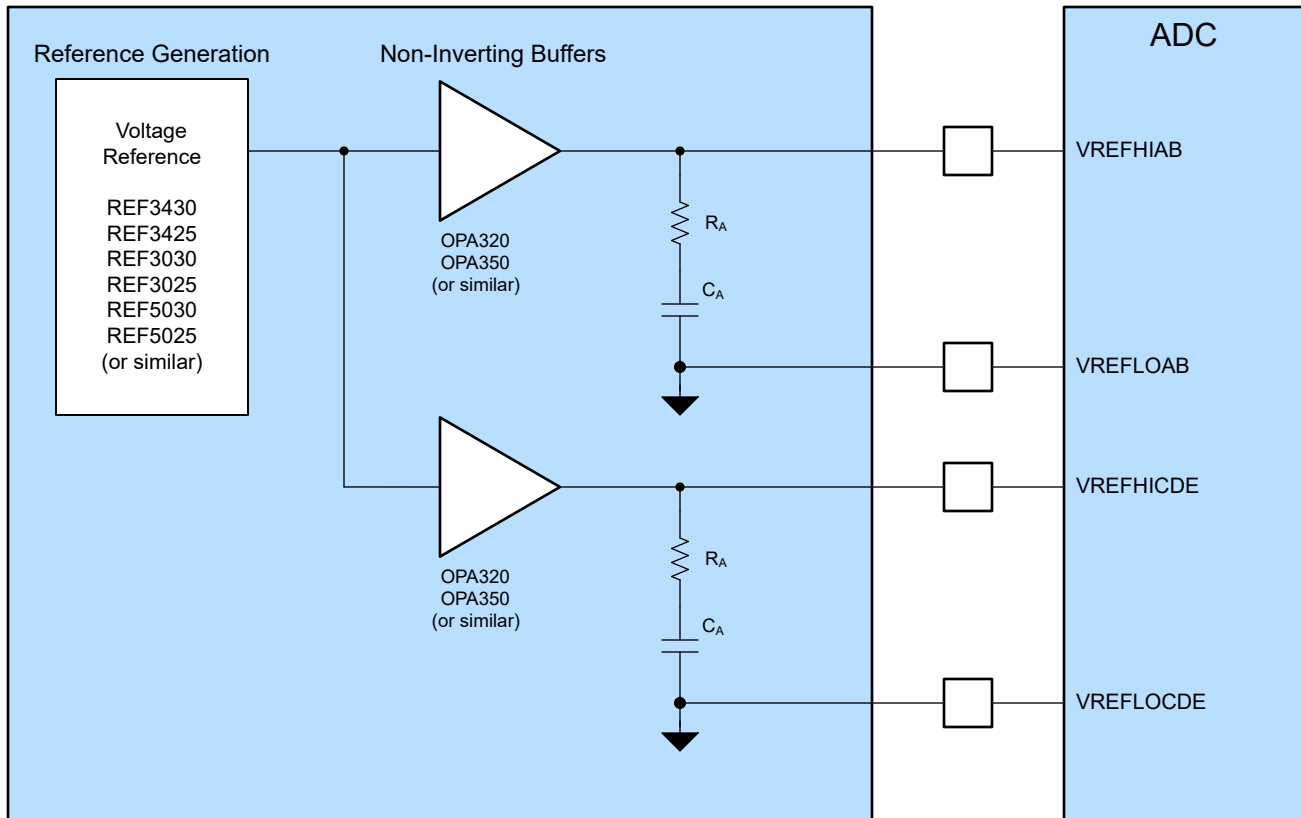 Reference Generation
Non-Inverting Buffers
ADC
Voltage
Reference
REF3430
REF3425
REF3030
REF3025
REF5030
REF5025
(or similar)
OPA320
OPA350
(or similar)
RA
CA
VREFHIAB
VREFLOAB
OPA320
OPA350
(or similar)
RA
CA
VREFHICDE
VREFLOCDE